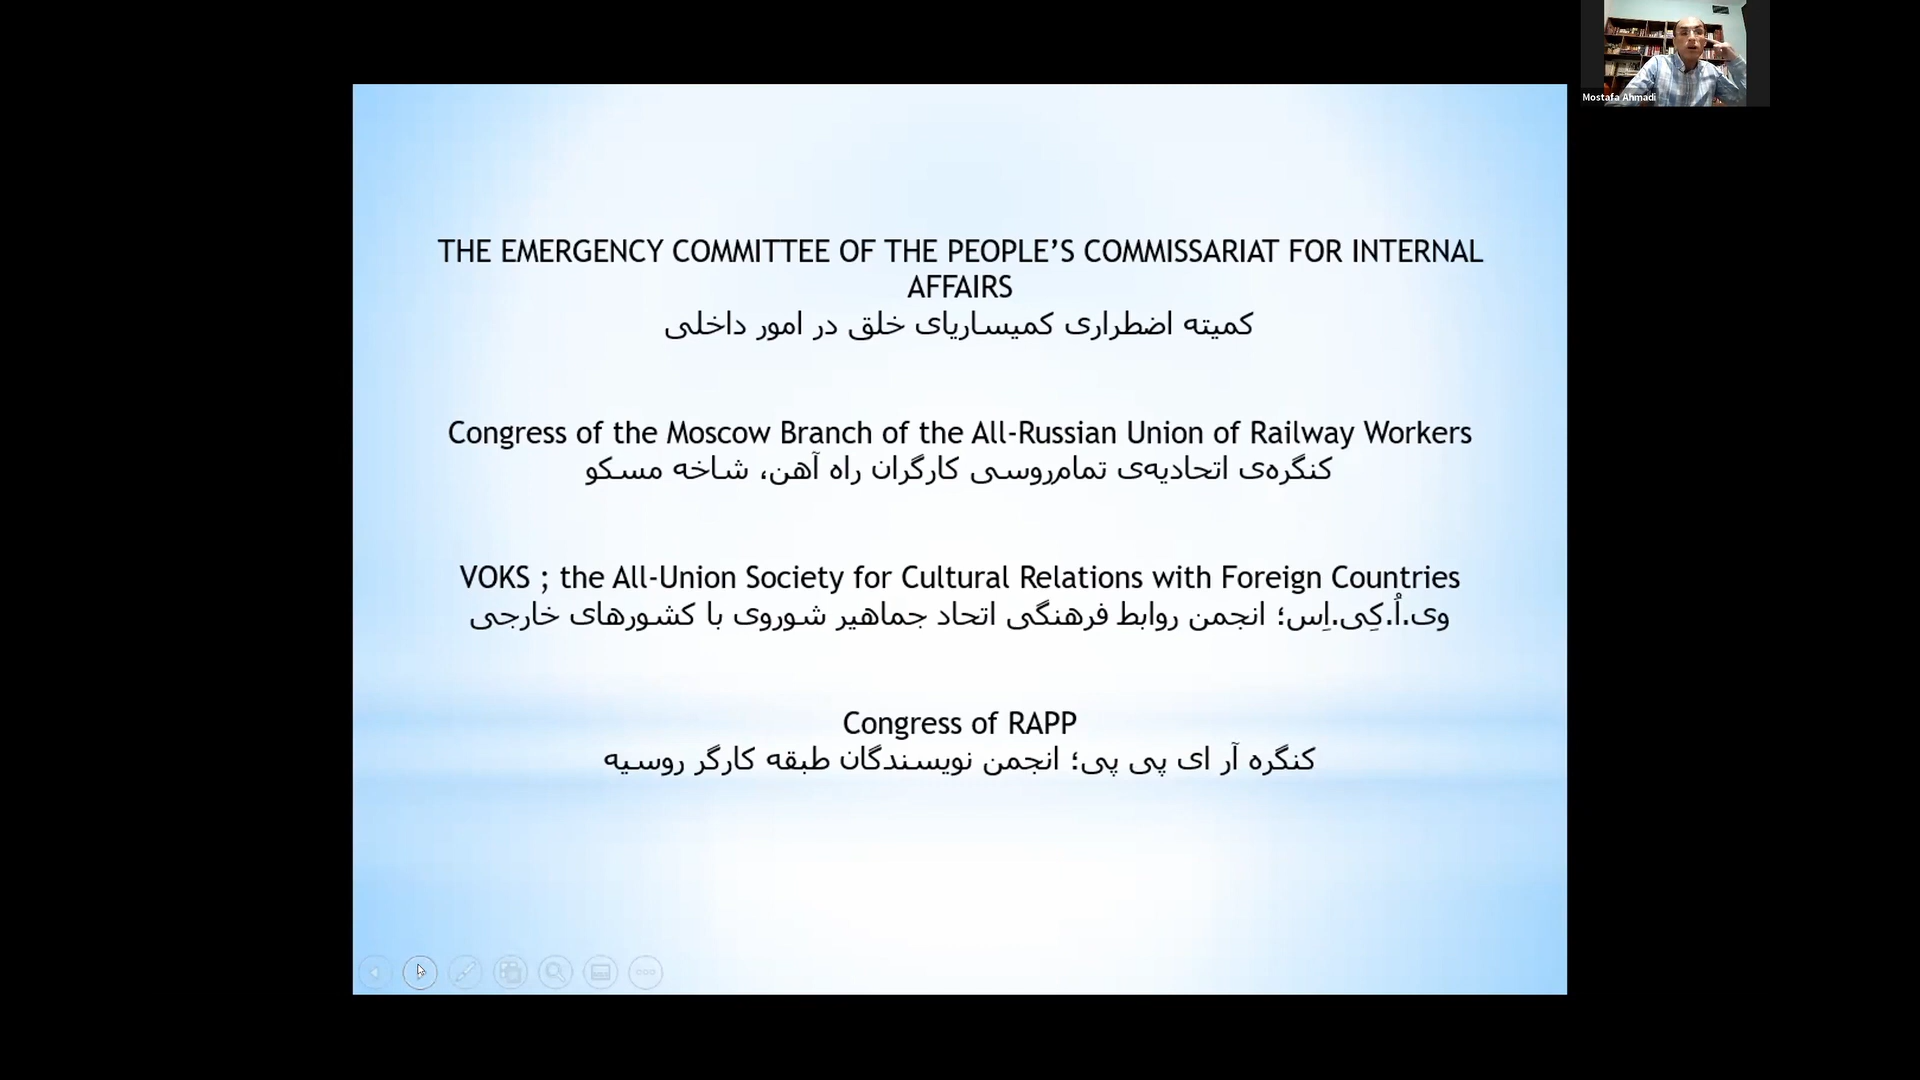 Mostafa Ahmadi
THE EMERGENCY COMMITTEE OF THE PEOPLE’S COMMISSARIAT FOR INTERNAL
AFFAIRS
کمیته اضطراری کمیساریای خلق در امور داخلی
Congress of the Moscow Branch of the All-Russian Union of Railway Workers
کنگره‌ی اتحادیه‌ی تمام‌روسی کارگران راه آهن، شاخه مسکو
VOKS ; the All-Union Society for Cultural Relations with Foreign Countries
وی.اُ.کِی.اِس؛ انجمن روابط فرهنگی اتحاد جماهیر شوروی با کشورهای خارجی
Congress of RAPP
کنگره آر ای پی پی؛ انجمن نویسندگان طبقه کارگر روسیه